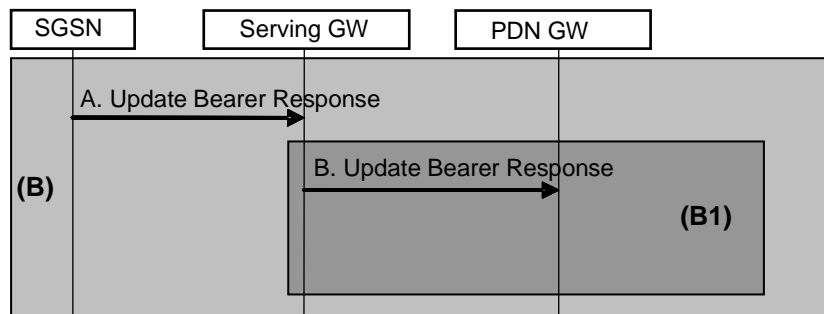 SGSN Serving GW PDN GW
A. Update Bearer Response
B. Update Bearer Response
(B)
(B1)